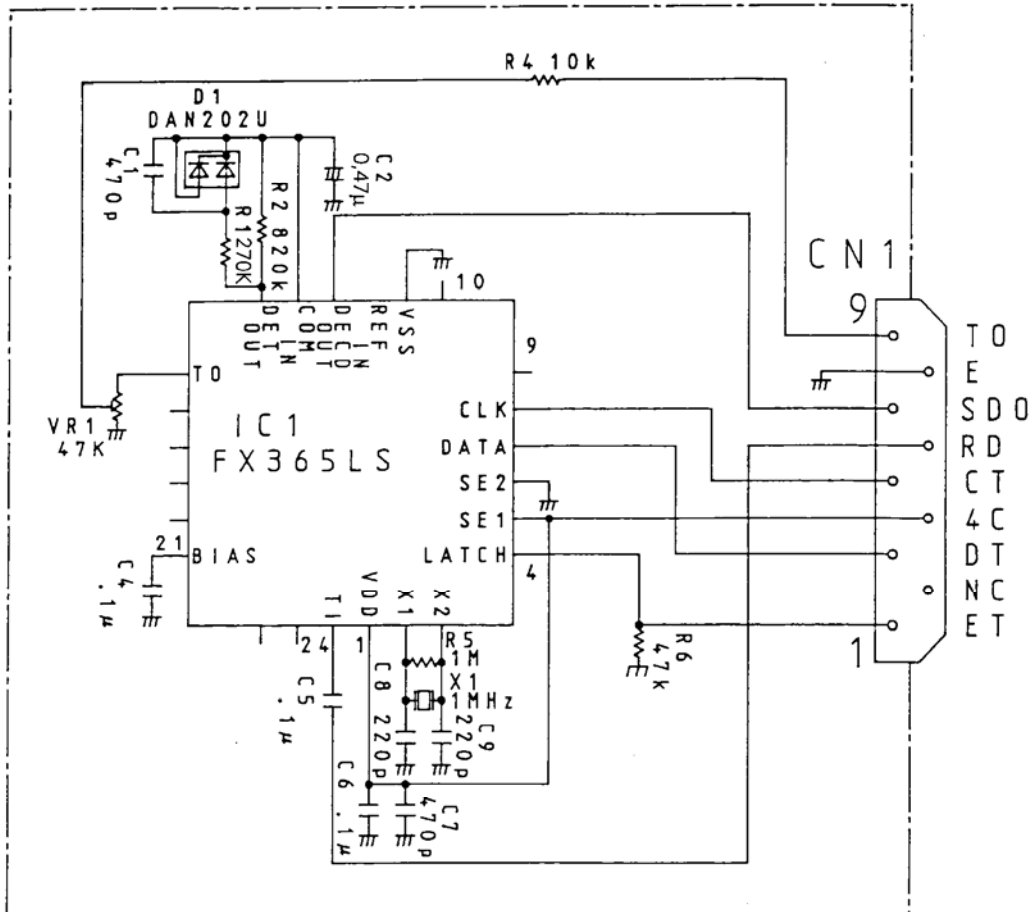 R4 10k
D1
DAN202U
C1
470p
R1 270K
R2 820k
C2
0.47µ
10
DET
OUT
COM
IN
DECO
OUT
REF
IN
VSS
9
TO
CLK
DATA
SE2
SE1
LATCH
4
IC1
FX365LS
VR1
47K
21
BIAS
C4
.1µ
TI
VDD
X1
X2
24
1
R5
1M
X1
1MHz
C5
.1µ
C8
220p
C9
220p
C6
.1µ
C7
470p
R6
47k
CN1
9
TO
E
SDO
RD
CT
4C
DT
NC
ET
1